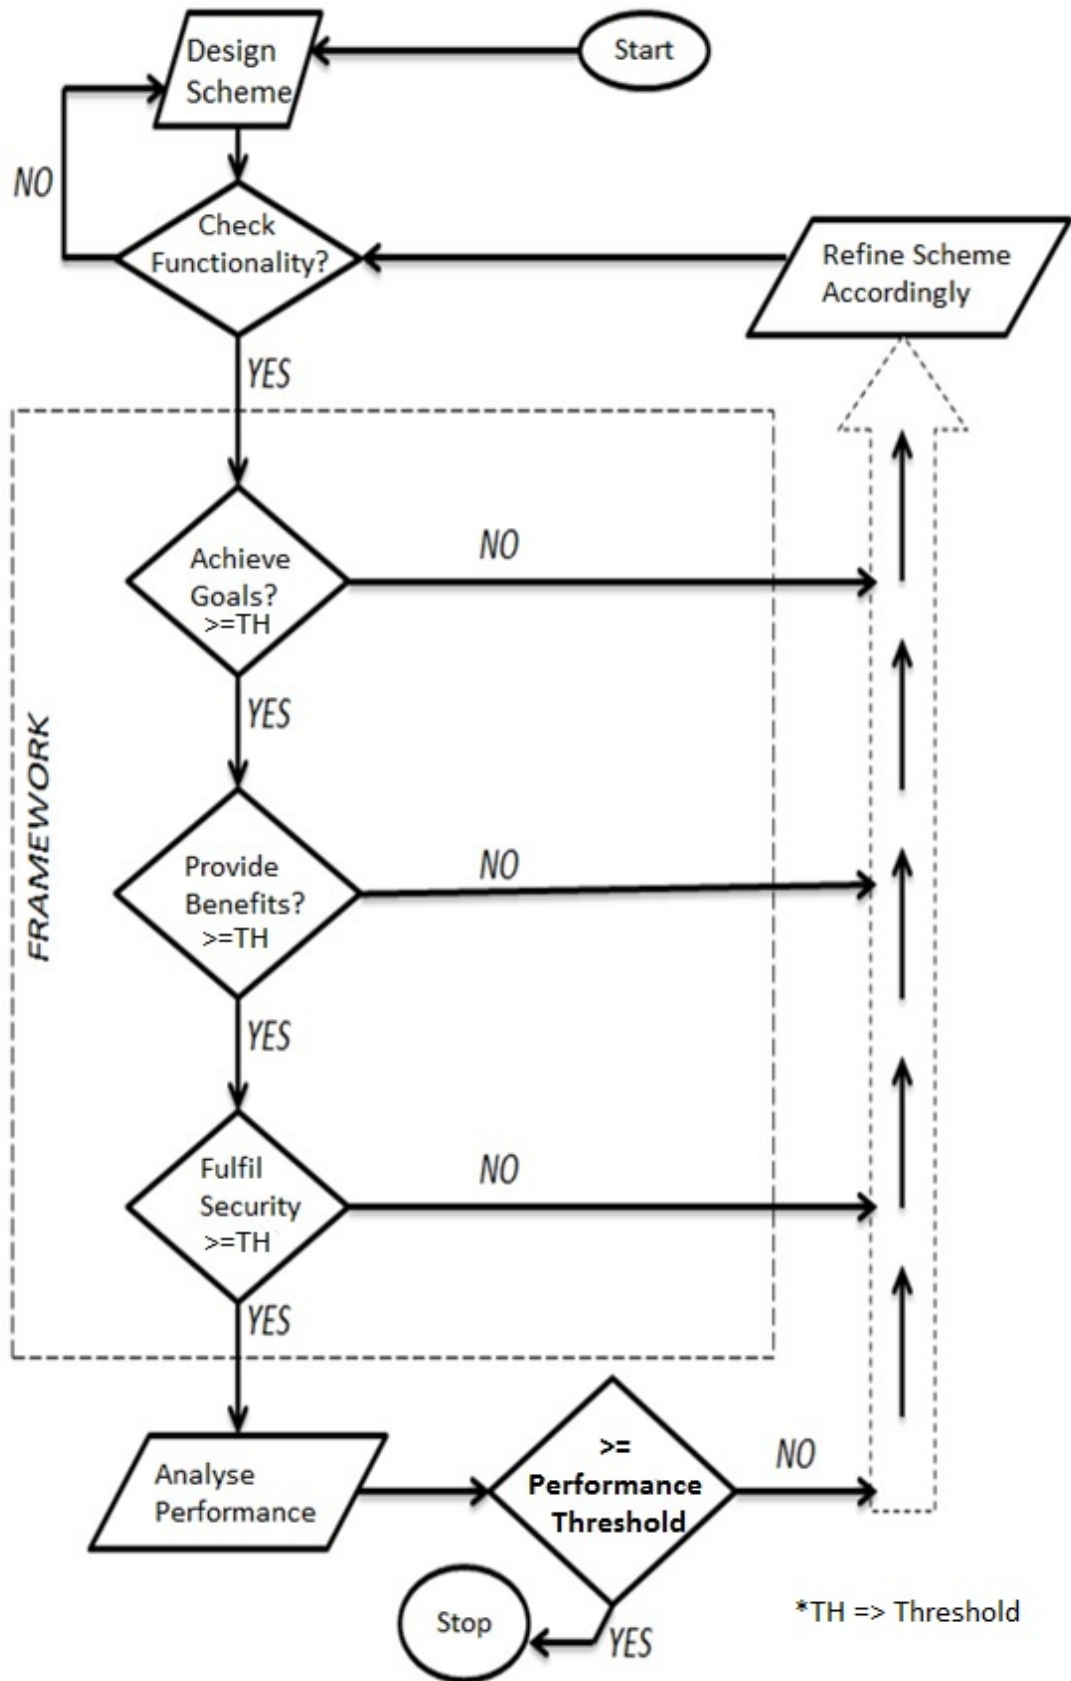 Start
Design
Scheme
NO
Check
Functionality?
Refine Scheme
Accordingly
YES
FRAMEWORK
Achieve
Goals?
>=TH
NO
YES
Provide
Benefits?
>=TH
NO
YES
Fulfil
Security
>=TH
NO
YES
Analyse
Performance
>=
Performance
Threshold
NO
YES
Stop
*TH => Threshold